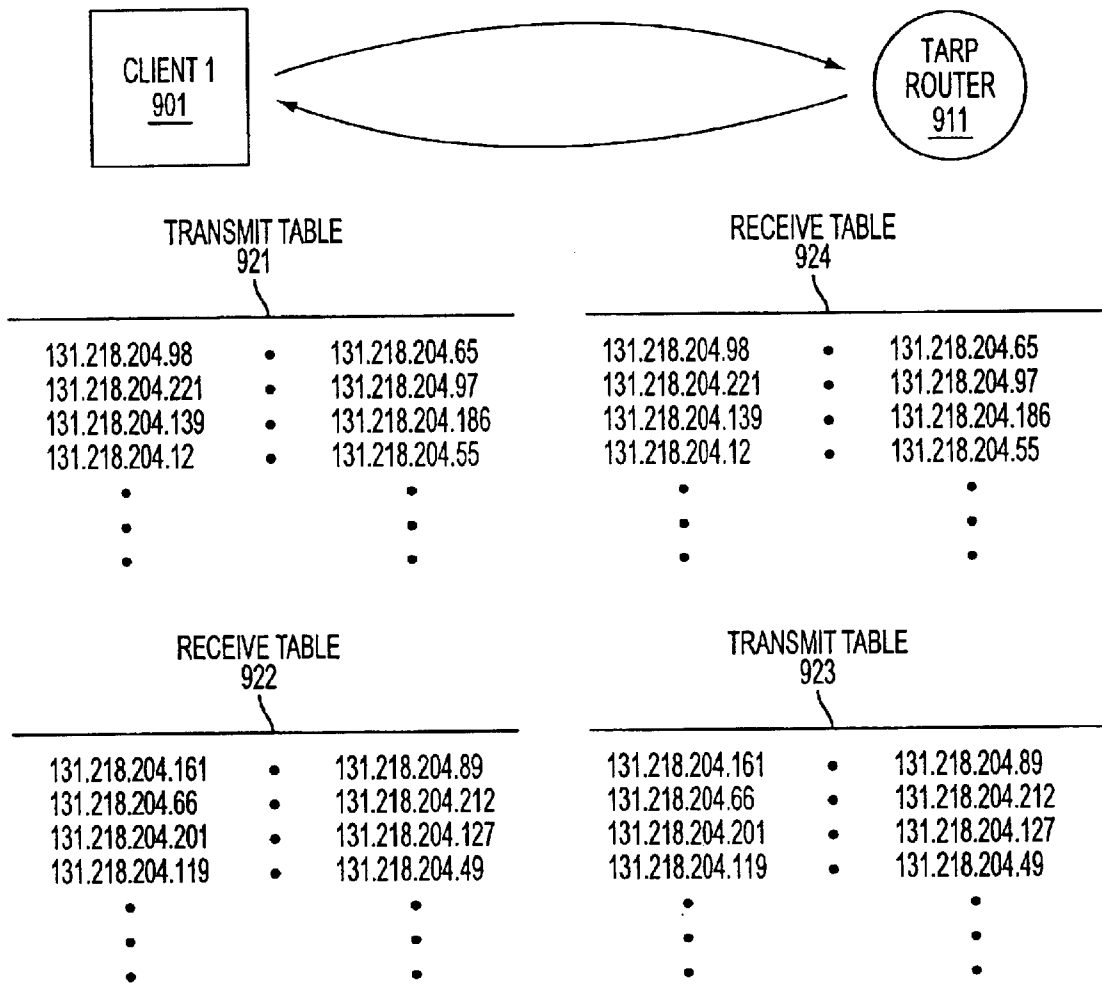 CLIENT 1
901
TARP
ROUTER
911
TRANSMIT TABLE
921
131.218.204.98 • 131.218.204.65
131.218.204.221 • 131.218.204.97
131.218.204.139 • 131.218.204.186
131.218.204.12 • 131.218.204.55
RECEIVE TABLE
924
131.218.204.98 • 131.218.204.65
131.218.204.221 • 131.218.204.97
131.218.204.139 • 131.218.204.186
131.218.204.12 • 131.218.204.55
RECEIVE TABLE
922
131.218.204.161 • 131.218.204.89
131.218.204.66 • 131.218.204.212
131.218.204.201 • 131.218.204.127
131.218.204.119 • 131.218.204.49
TRANSMIT TABLE
923
131.218.204.161 • 131.218.204.89
131.218.204.66 • 131.218.204.212
131.218.204.201 • 131.218.204.127
131.218.204.119 • 131.218.204.49